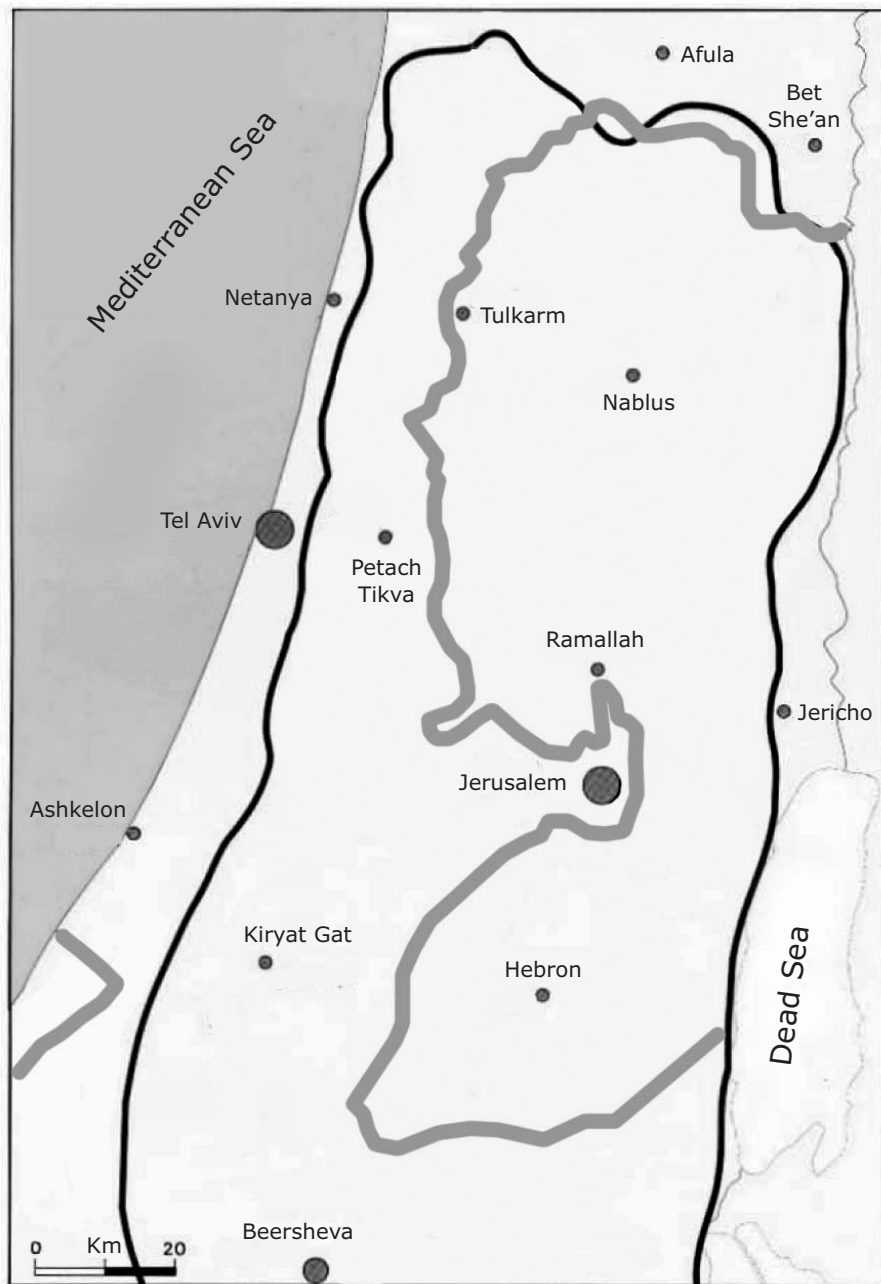 Afula
Bet
She’an
Mediterranean Sea
Netanya
Tulkarm
Nablus
Tel Aviv
Petach
Tikva
Ramallah
Jericho
Jerusalem
Ashkelon
Kiryat Gat
Hebron
Dead Sea
Beersheva
Km
0 20